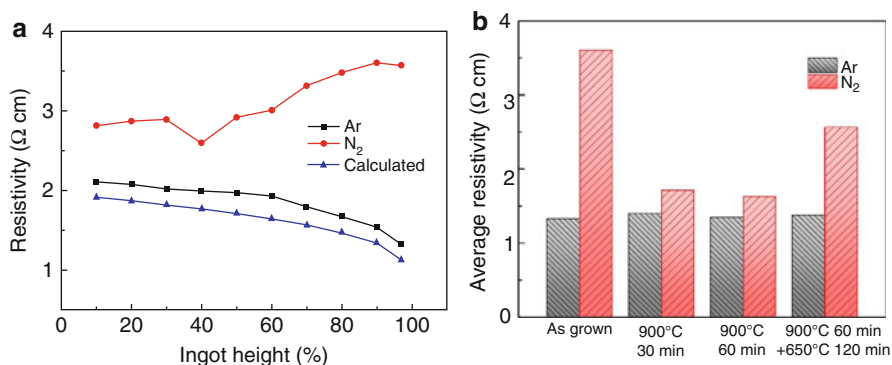 a
4
3
2
1
Resistivity (Ω cm)
Ar
N2
Calculated
0 20 40 60 80 100
Ingot height (%)
b
4
3
2
1
0
Average resistivity (Ω cm)
Ar
N2
As grown
900°C
30 min
900°C
60 min
900°C 60 min
+650°C 120 min